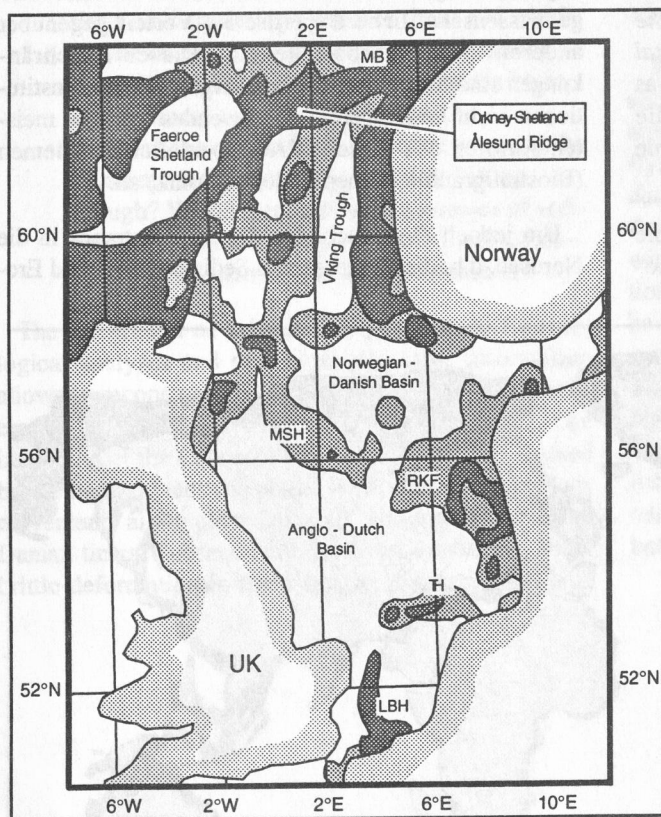 6°W 2°W 2°E 6°E 10°E
MB
Orkney-Shetland-
Ålesund Ridge
Faeroe
Shetland
Trough
60°N
60°N
Viking Trough
Norway
Norwegian
Danish Basin
56°N
MSH
56°N
RKF
Anglo - Dutch
Basin
TH
UK
52°N
52°N
LBH
6°W 2°W 2°E 6°E 10°E